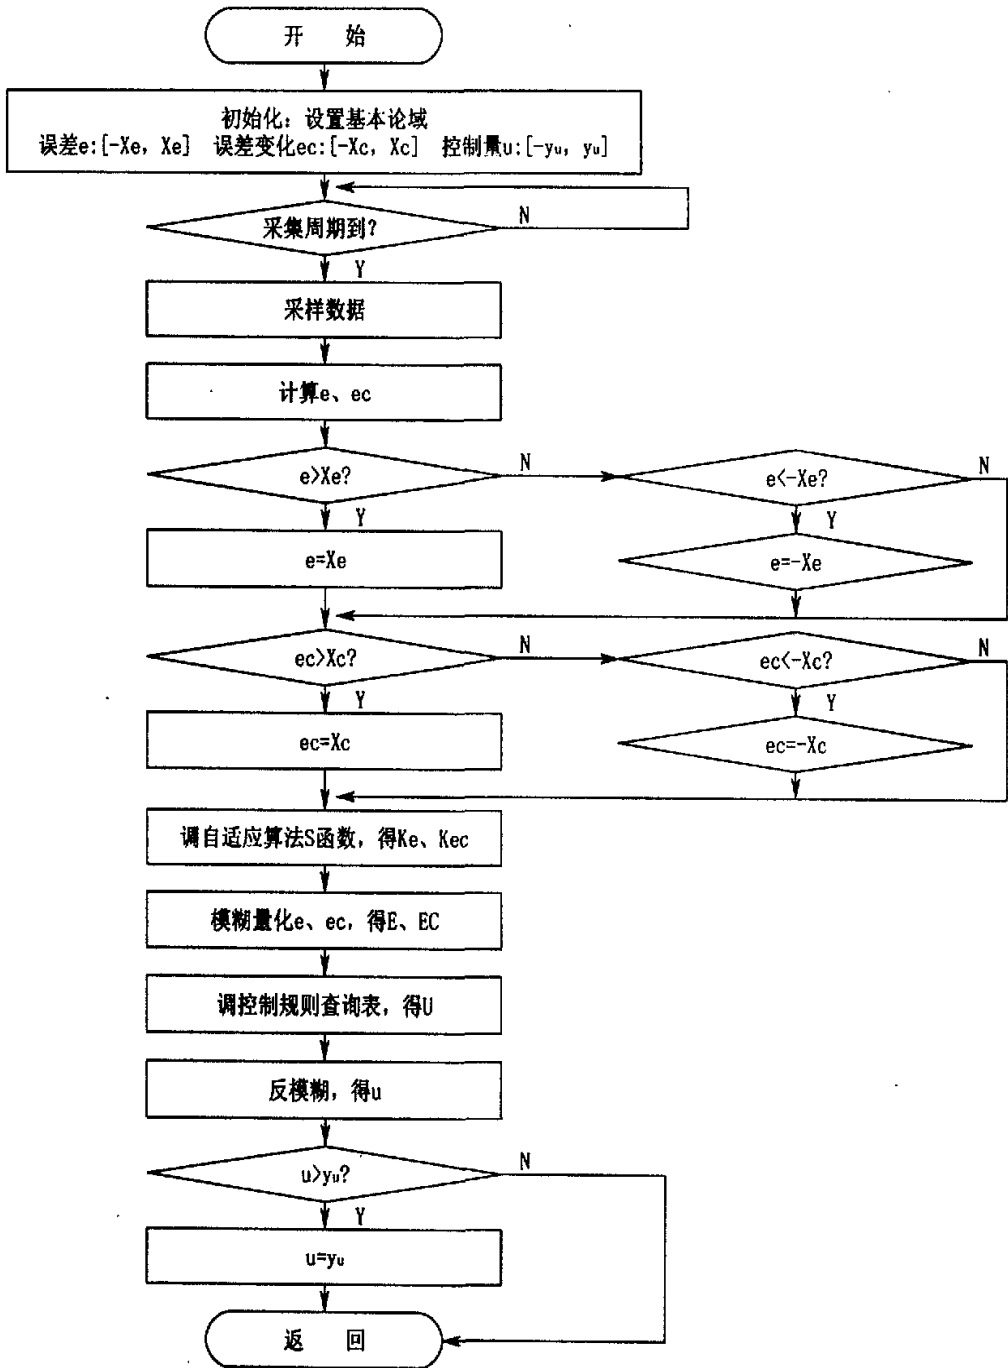 开 始
初始化：设置基本论域
误差e:[-Xe, Xe] 误差变化ec:[-Xc, Xc] 控制量u:[-yu, yu]
采集周期到?
N
Y
采样数据
计算e、ec
e>Xe?
N
e<-Xe?
N
Y
Y
e=Xe
e=-Xe
ec>Xc?
N
ec<-Xc?
N
Y
Y
ec=Xc
ec=-Xc
调自适应算法S函数，得Ke、Kec
模糊量化e、ec，得E、EC
调控制规则查询表，得U
反模糊，得u
u>yu?
N
Y
u=yu
返 回